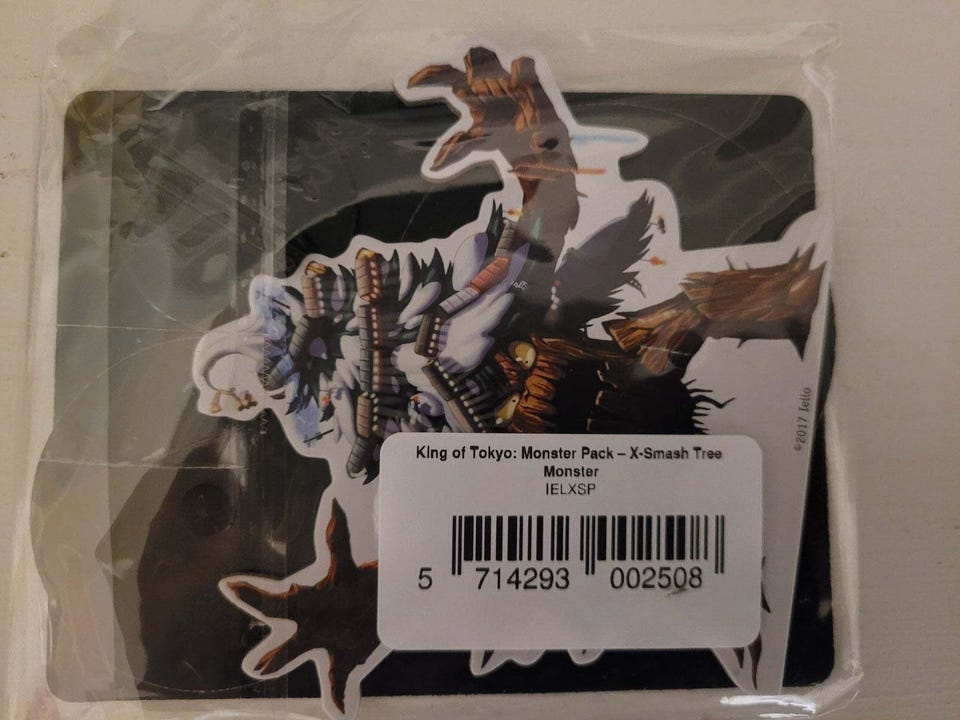 King of Tokyo: Monster Pack – X-Smash Tree
Monster
IELXSP
5 714293 002508
©2017 Iello